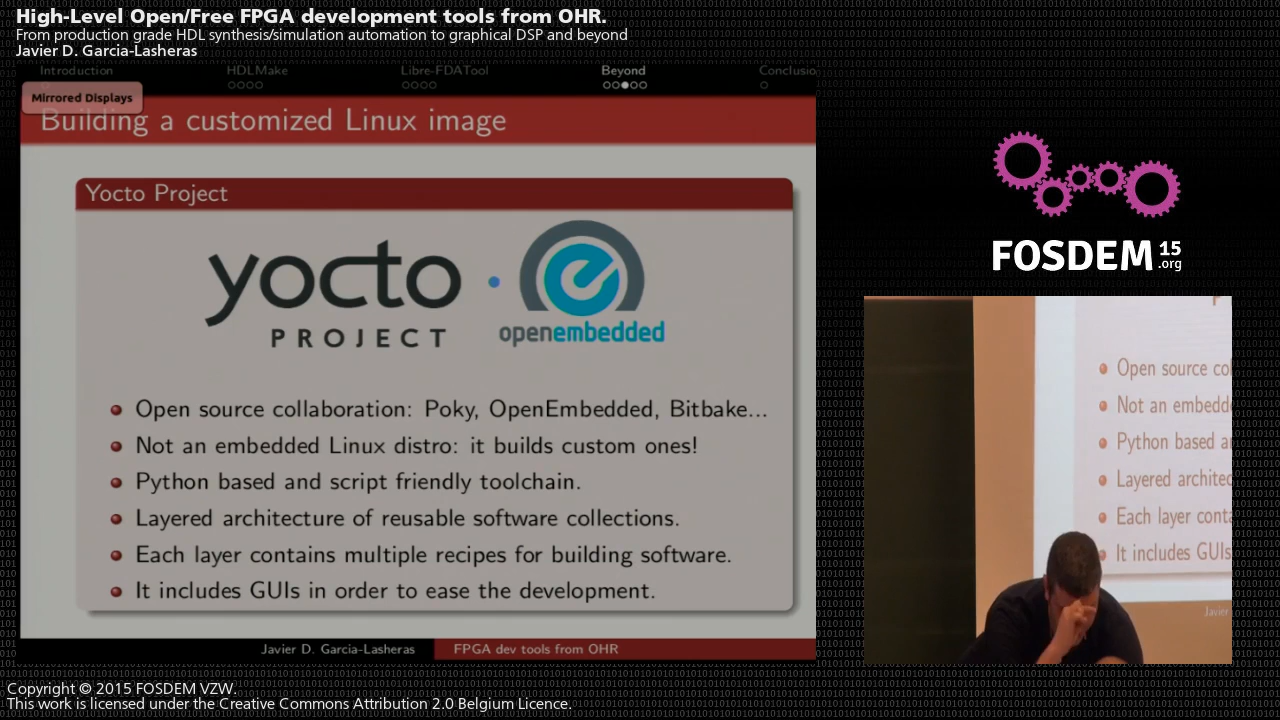 High-Level Open/Free FPGA development tools from OHR.
From production grade HDL synthesis/simulation automation to graphical DSP and beyond
Javier D. Garcia-Lasheras
Introduction HDLMake Libre-FDATool Beyond Conclusio
Mirrored Displays
Building a customized Linux image
Yocto Project
yocto
PROJECT
openembedded
Open source collaboration: Poky, OpenEmbedded, Bitbake...
Not an embedded Linux distro: it builds custom ones!
Python based and script friendly toolchain.
Layered architecture of reusable software collections.
Each layer contains multiple recipes for building software.
It includes GUIs in order to ease the development.
Javier D. Garcia-Lasheras FPGA dev tools from OHR
FOSDEM 15 .org
Open source col
Not an embedde
Python based an
Layered architec
Each layer conta
It includes GUIs
Javier
Copyright © 2015 FOSDEM VZW.
This work is licensed under the Creative Commons Attribution 2.0 Belgium Licence.